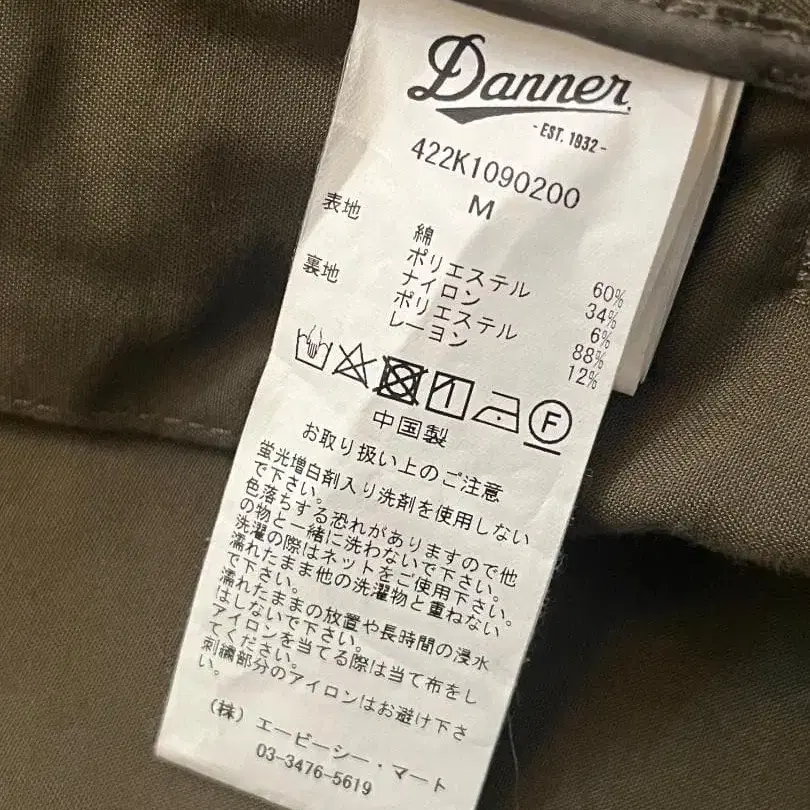 Danner
- EST. 1932 -
422K1090200
M
表地 綿 60%
ポリエステル 34%
ナイロン 6%
裏地 ポリエステル 88%
レーヨン 12%
F
中国製
お取り扱い上のご注意
蛍光増白剤入り洗剤を使用しない
で下さい。
色落ちする恐れがありますので他
の物と一緒に洗わないで下さい。
洗濯の際はネットをご使用下さい。
濡れたまま他の洗濯物と重ねない
で下さい。
濡れたままの放置や長時間の浸水
はしないで下さい。
アイロンを当てる際は当て布をし
てください。
刺繍部分のアイロンはお避け下さ
い。
(株) エービーシー・マート
03-3476-5619